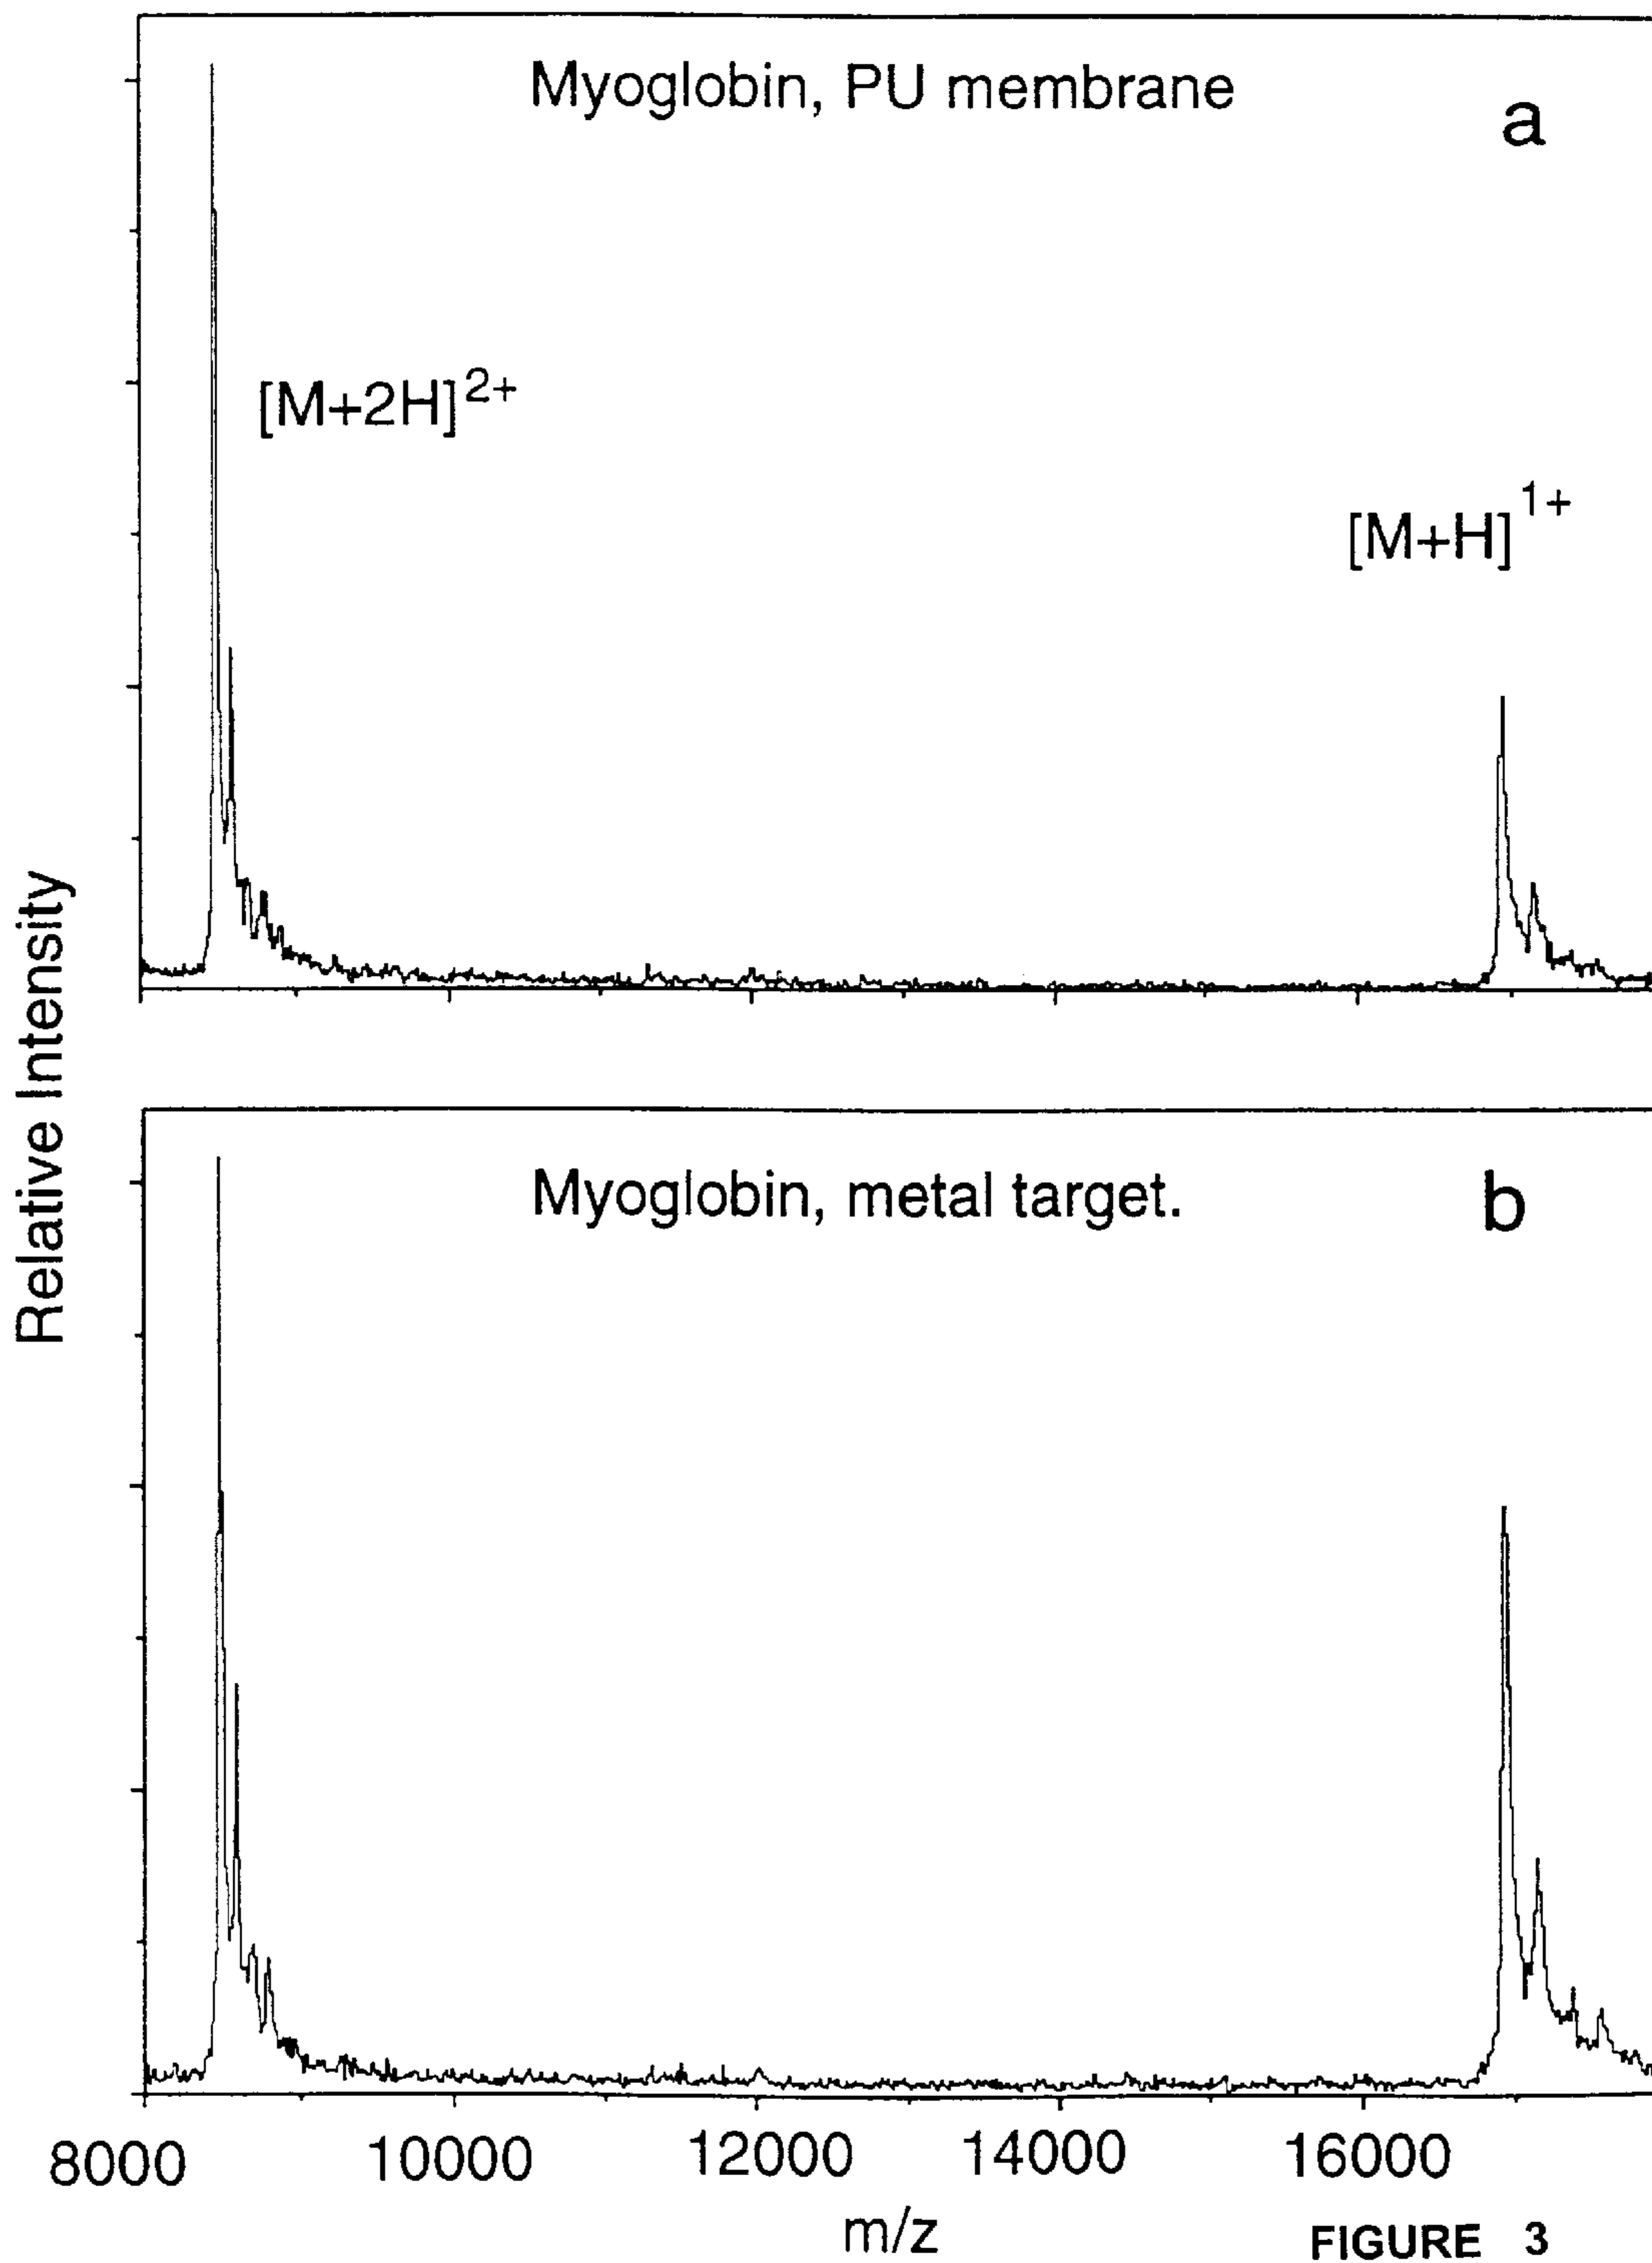 Myoglobin, PU membrane
a
[M+2H]2+
[M+H]1+
Relative Intensity
Myoglobin, metal target.
b
8000 10000 12000 14000 16000
m/z
FIGURE 3